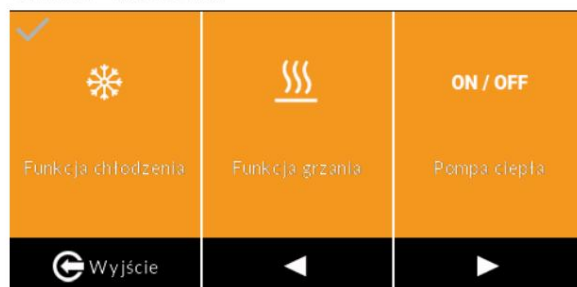 ON / OFF
Funkcja chłodzenia
Funkcja grzania
Pompa ciepła
Wyjście